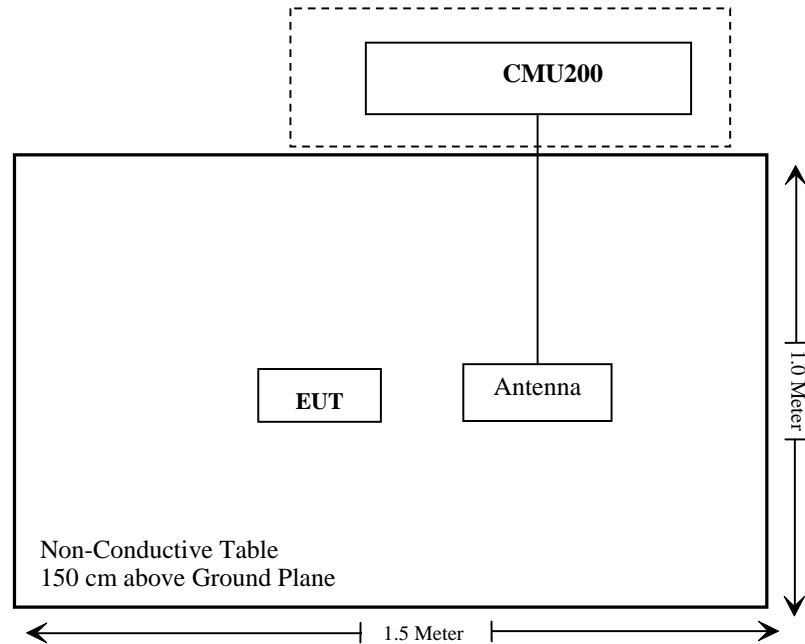 CMU200
EUT
Antenna
1.0 Meter
Non-Conductive Table
150 cm above Ground Plane
1.5 Meter